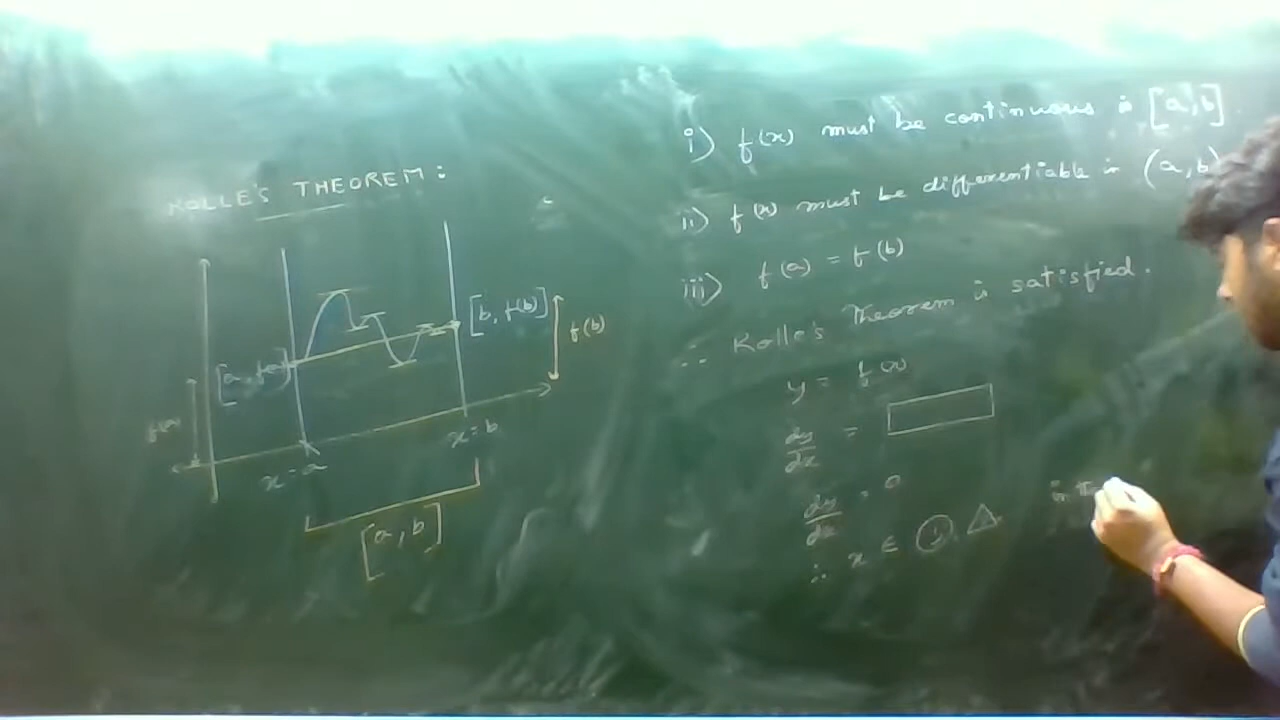 ROLLE'S THEOREM :
[b, f(b)]
f(b)
[a, f(a)]
f(a)
x = a
x = b
[a, b]
i) f(x) must be continuous in [a, b]
ii) f(x) must be differentiable in (a, b)
iii) f(a) = f(b)
∴ Rolle's Theorem is satisfied.
y = f(x)
dy/dx =
dy/dx = 0
∴ x ∈
in